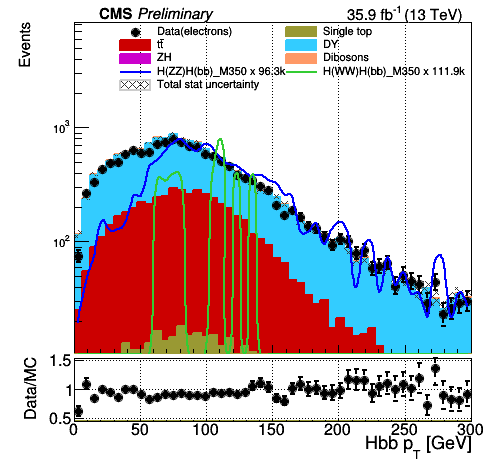 CMS Preliminary 35.9 fb⁻¹ (13 TeV)
Data(electrons) Single top
tt̄ DY
ZH Dibosons
H(ZZ)H(bb)_M350 x 96.3k H(WW)H(bb)_M350 x 111.9k
Total stat uncertainty
Events
10³
10²
Data/MC
1.5
1
0.5
0 50 100 150 200 250 300
Hbb p_T [GeV]